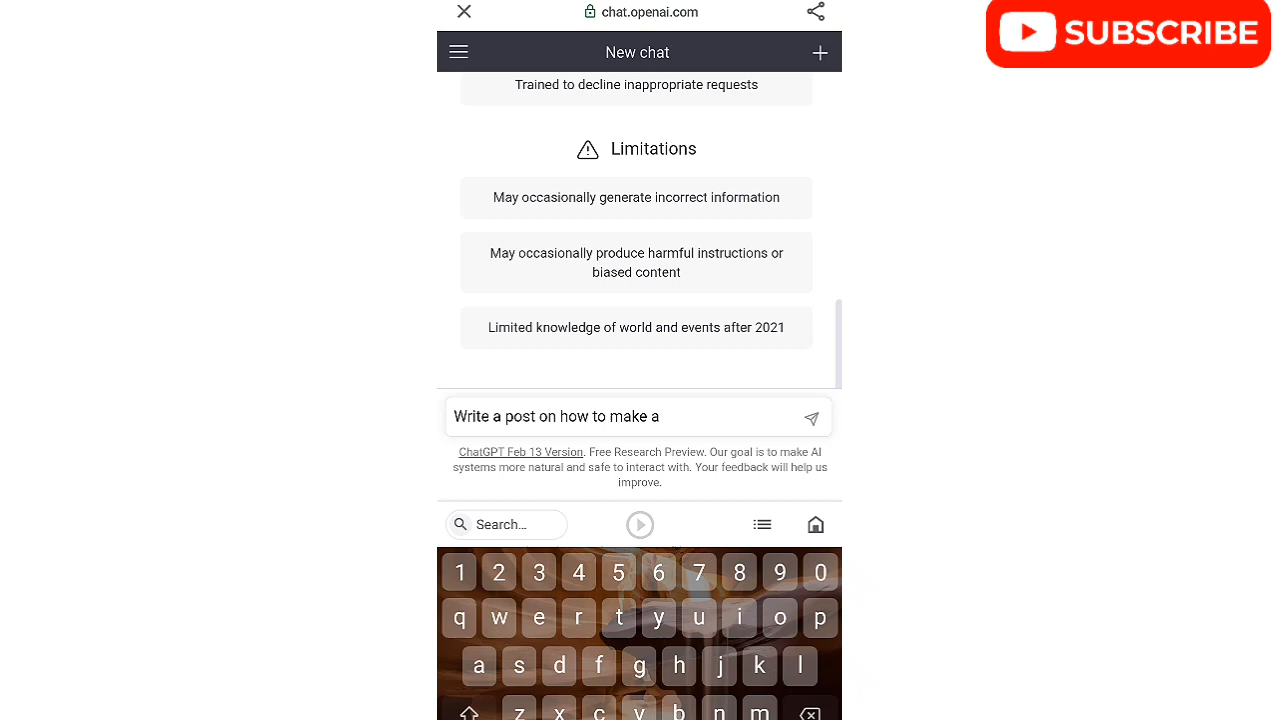 chat.openai.com
SUBSCRIBE
New chat
Trained to decline inappropriate requests
Limitations
May occasionally generate incorrect information
May occasionally produce harmful instructions or
biased content
Limited knowledge of world and events after 2021
Write a post on how to make a
ChatGPT Feb 13 Version. Free Research Preview. Our goal is to make AI
systems more natural and safe to interact with. Your feedback will help us
improve.
Search...
1 2 3 4 5 6 7 8 9 0
q w e r t y u i o p
a s d f g h j k l
z x c v b n m